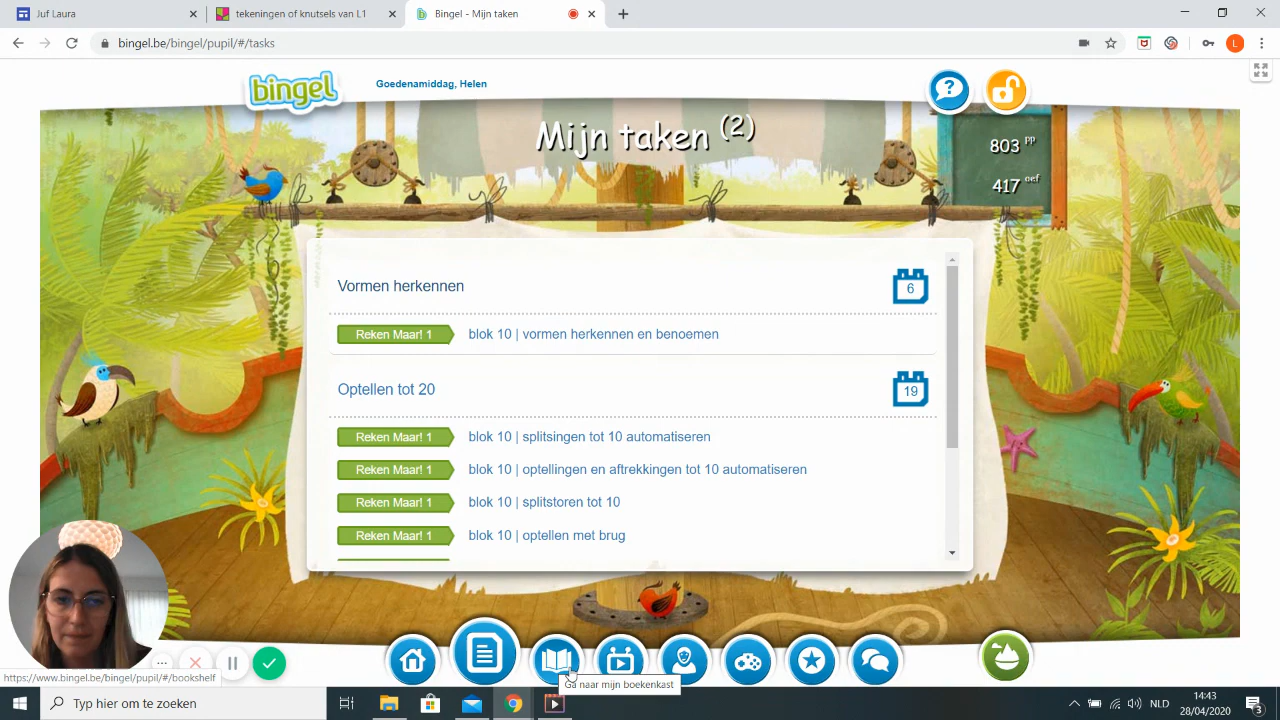 Juf Laura
tekeningen of knutsels van L1
Bingel - Mijn taken
bingel.be/bingel/pupil/#/tasks
L
bingel
Goedenamiddag, Helen
?
Mijn taken (2)
803 pp
417 oef
Vormen herkennen
6
Reken Maar! 1
blok 10 | vormen herkennen en benoemen
Optellen tot 20
19
Reken Maar! 1
blok 10 | splitsingen tot 10 automatiseren
Reken Maar! 1
blok 10 | optellingen en aftrekkingen tot 10 automatiseren
Reken Maar! 1
blok 10 | splitstoren tot 10
Reken Maar! 1
blok 10 | optellen met brug
https://www.bingel.be/bingel/pupil/#/bookshelf
Ga naar mijn boekenkast
Typ hier om te zoeken
NLD
14:43
28/04/2020
3